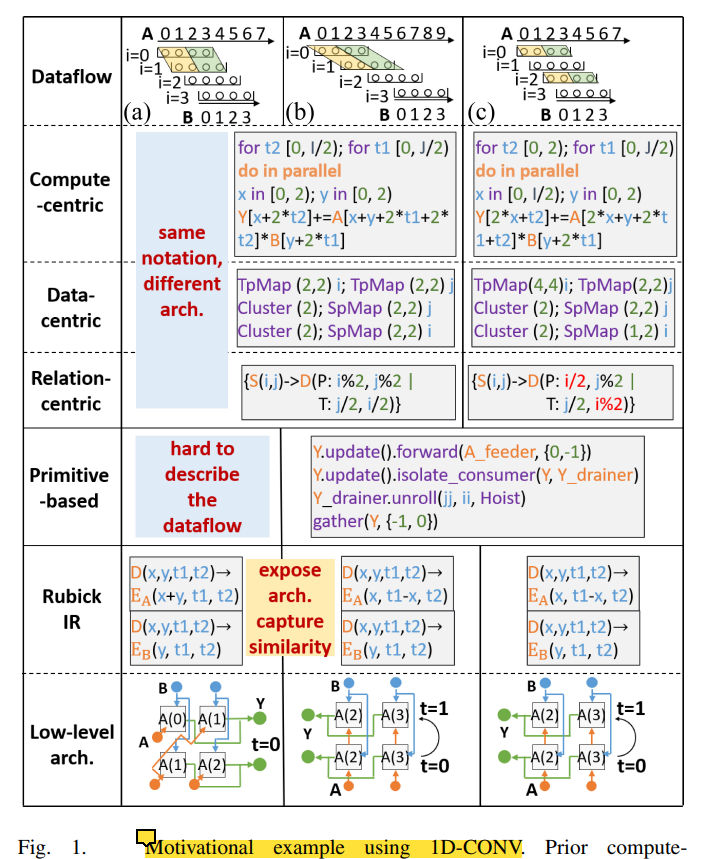 Dataflow
A 0 1 2 3 4 5 6 7
i=0
i=1
i=2
i=3
B 0 1 2 3
(a)
A 0 1 2 3 4 5 6 7 8 9
i=0
i=1
i=2
i=3
B 0 1 2 3
(b)
A 0 1 2 3 4 5 6 7
i=0
i=1
i=2
i=3
B 0 1 2 3
(c)
Compute
-centric
same
notation,
different
arch.
for t2 [0, I/2); for t1 [0, J/2)
do in parallel
x in [0, 2); y in [0, 2)
Y[x+2*t2]+=A[x+y+2*t1+2*
t2]*B[y+2*t1]
for t2 [0, 2); for t1 [0, J/2)
do in parallel
x in [0, I/2); y in [0, 2)
Y[2*x+t2]+=A[2*x+y+2*t
1+t2]*B[y+2*t1]
Data-
centric
TpMap (2,2) i; TpMap (2,2) j
Cluster (2); SpMap (2,2) j
Cluster (2); SpMap (2,2) i
TpMap(4,4)i; TpMap(2,2)j
Cluster (2); SpMap (2,2) j
Cluster (2); SpMap (1,2) i
Relation-
centric
{S(i,j)->D(P: i%2, j%2 |
T: j/2, i/2)}
{S(i,j)->D(P: i/2, j%2 |
T: j/2, i%2)}
Primitive
-based
hard to
describe
the
dataflow
Y.update().forward(A_feeder, {0,-1})
Y.update().isolate_consumer(Y, Y_drainer)
Y_drainer.unroll(jj, ii, Hoist)
gather(Y, {-1, 0})
Rubick
IR
D(x,y,t1,t2)→
E_A(x+y, t1, t2)
D(x,y,t1,t2)→
E_B(y, t1, t2)
expose
arch.
capture
similarity
D(x,y,t1,t2)→
E_A(x, t1-x, t2)
D(x,y,t1,t2)→
E_B(y, t1, t2)
D(x,y,t1,t2)→
E_A(x, t1-x, t2)
D(x,y,t1,t2)→
E_B(y, t1, t2)
Low-level
arch.
B
A(0) A(1)
Y
A
t=0
A(1) A(2)
B
A(2) A(3)
t=1
Y
A(2) A(3)
t=0
A
B
A(2) A(3)
t=1
Y
A(2) A(3)
t=0
A
Fig. 1. Motivational example using 1D-CONV. Prior compute-